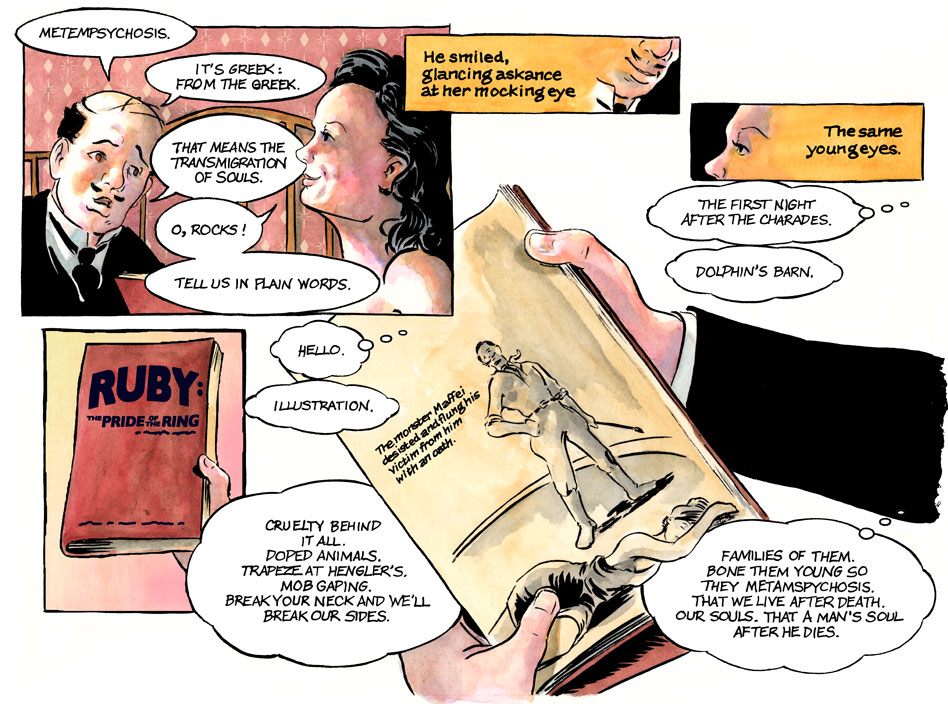 METEMPSYCHOSIS.
IT'S GREEK:
FROM THE GREEK.
THAT MEANS THE
TRANSMIGRATION
OF SOULS.
O, ROCKS!
TELL US IN PLAIN WORDS.
He smiled,
glancing askance
at her mocking eye
The same
young eyes.
THE FIRST NIGHT
AFTER THE CHARADES.
DOLPHIN'S BARN.
RUBY:
THE PRIDE OF THE RING
HELLO.
ILLUSTRATION.
The monster Maffei
desisted and flung his
victim from him
with an oath.
CRUELTY BEHIND
IT ALL.
DOPED ANIMALS.
TRAPEZE AT HENGLER'S.
MOB GAPING.
BREAK YOUR NECK AND WE'LL
BREAK OUR SIDES.
FAMILIES OF THEM.
BONE THEM YOUNG SO
THEY METAMSPYCHOSIS.
THAT WE LIVE AFTER DEATH.
OUR SOULS. THAT A MAN'S SOUL
AFTER HE DIES.